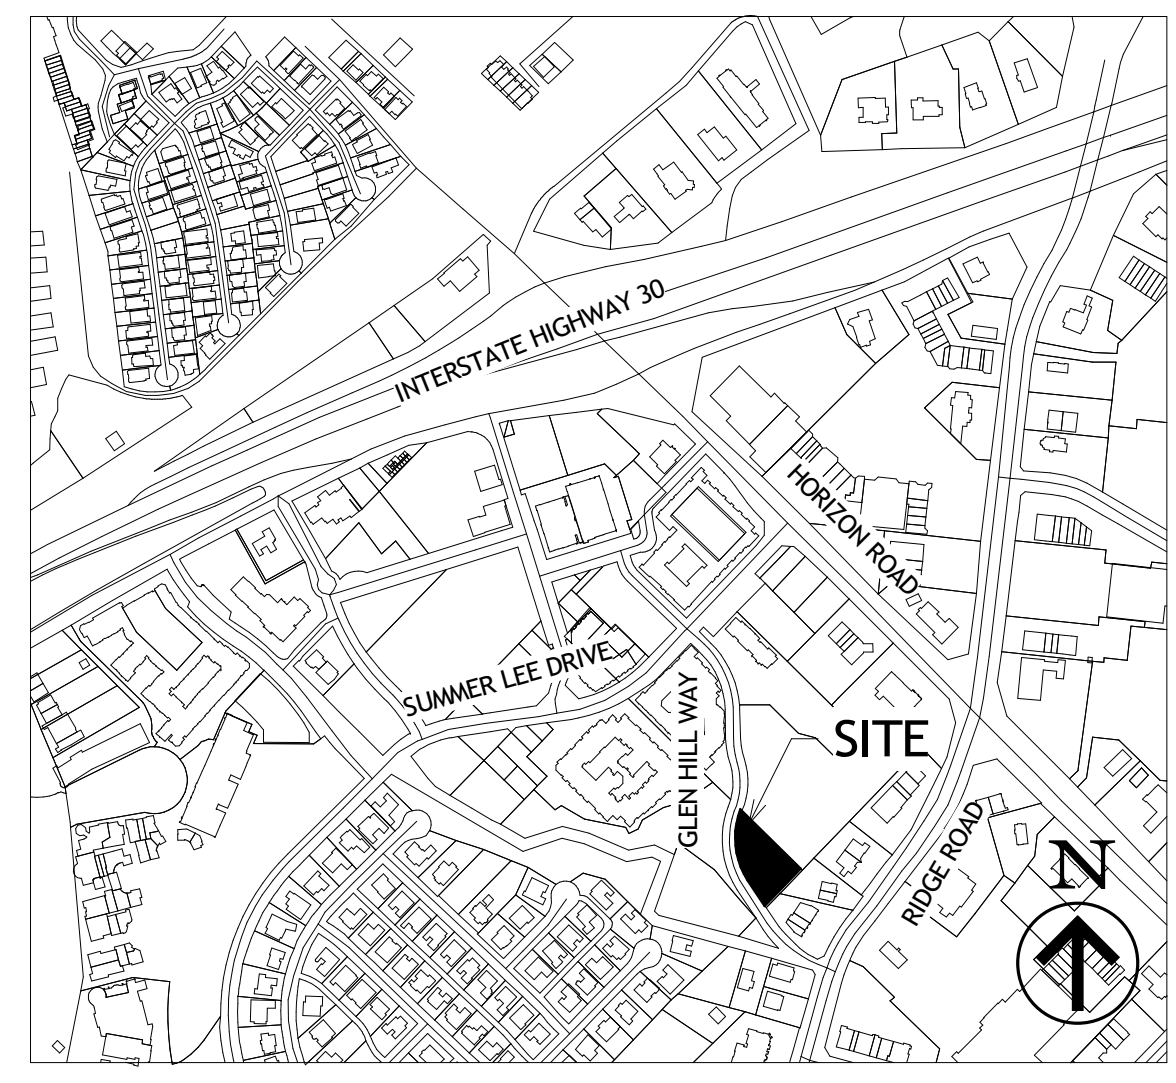 INTERSTATE HIGHWAY 30
HORIZON ROAD
SUMMER LEE DRIVE
GLEN HILL WAY
SITE
RIDGE ROAD
N